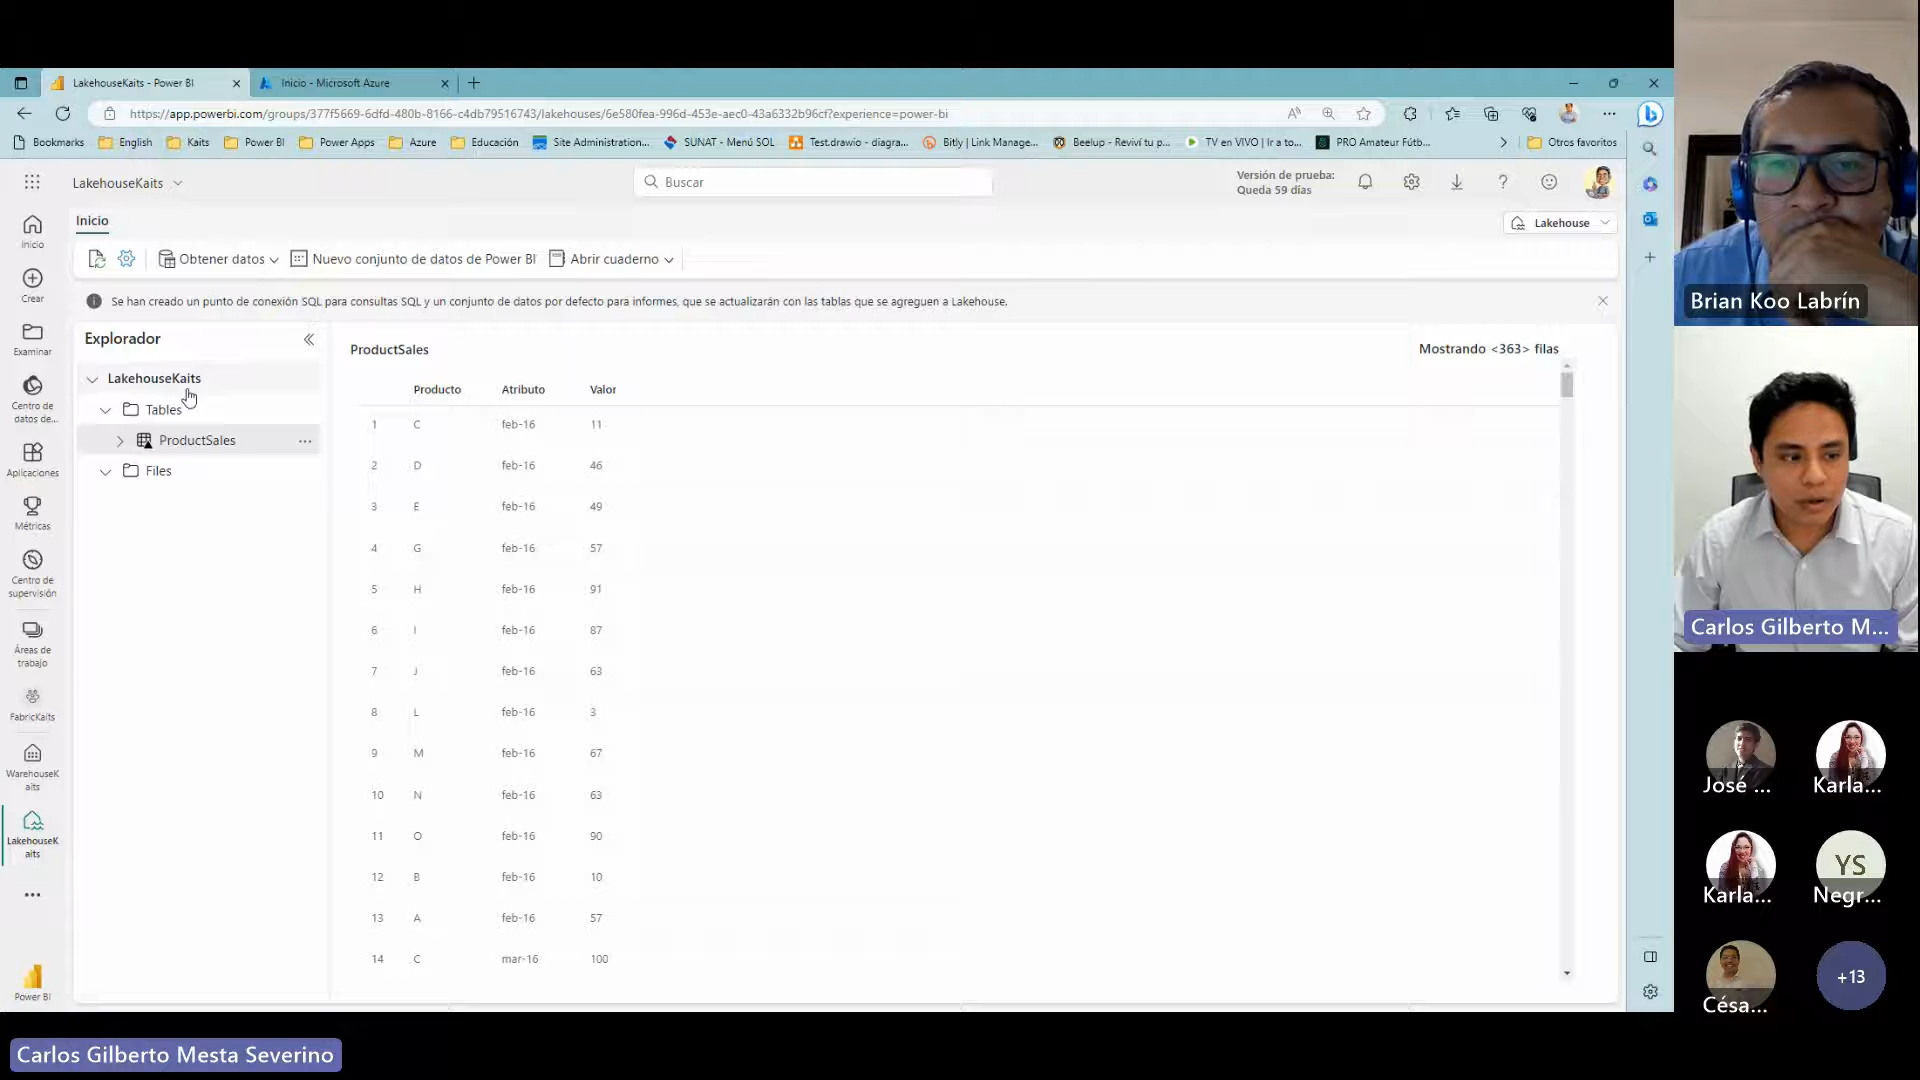 LakehouseKaits - Power BI
Inicio - Microsoft Azure
https://app.powerbi.com/groups/377f5669-6dfd-480b-8166-c4db79516743/lakehouses/6e580fea-996d-453e-aec0-43a6332b96cf?experience=power-bi
Bookmarks English Kaits Power BI Power Apps Azure Educación Site Administration... SUNAT - Menú SOL Test.drawio - diagra... Bitly | Link Manage... Beelup - Reviví tu p... TV en VIVO | Ir a to... PRO Amateur Fútb... Otros favoritos
LakehouseKaits
Buscar
Versión de prueba:
Queda 59 días
Inicio
Lakehouse
Obtener datos Nuevo conjunto de datos de Power BI Abrir cuaderno
Se han creado un punto de conexión SQL para consultas SQL y un conjunto de datos por defecto para informes, que se actualizarán con las tablas que se agreguen a Lakehouse.
Inicio
Crear
Examinar
Centro de
datos de...
Aplicaciones
Métricas
Centro de
supervisión
Áreas de
trabajo
FabricKaits
WarehouseK
aits
LakehouseK
aits
Power BI
Explorador
LakehouseKaits
Tables
ProductSales
Files
ProductSales
Mostrando <363> filas
Producto Atributo Valor
1 C feb-16 11
2 D feb-16 46
3 E feb-16 49
4 G feb-16 57
5 H feb-16 91
6 I feb-16 87
7 J feb-16 63
8 L feb-16 3
9 M feb-16 67
10 N feb-16 63
11 O feb-16 90
12 B feb-16 10
13 A feb-16 57
14 C mar-16 100
Brian Koo Labrín
Carlos Gilberto M...
José ...
Karla...
Karla...
YS
Negr...
Césa...
+13
Carlos Gilberto Mesta Severino